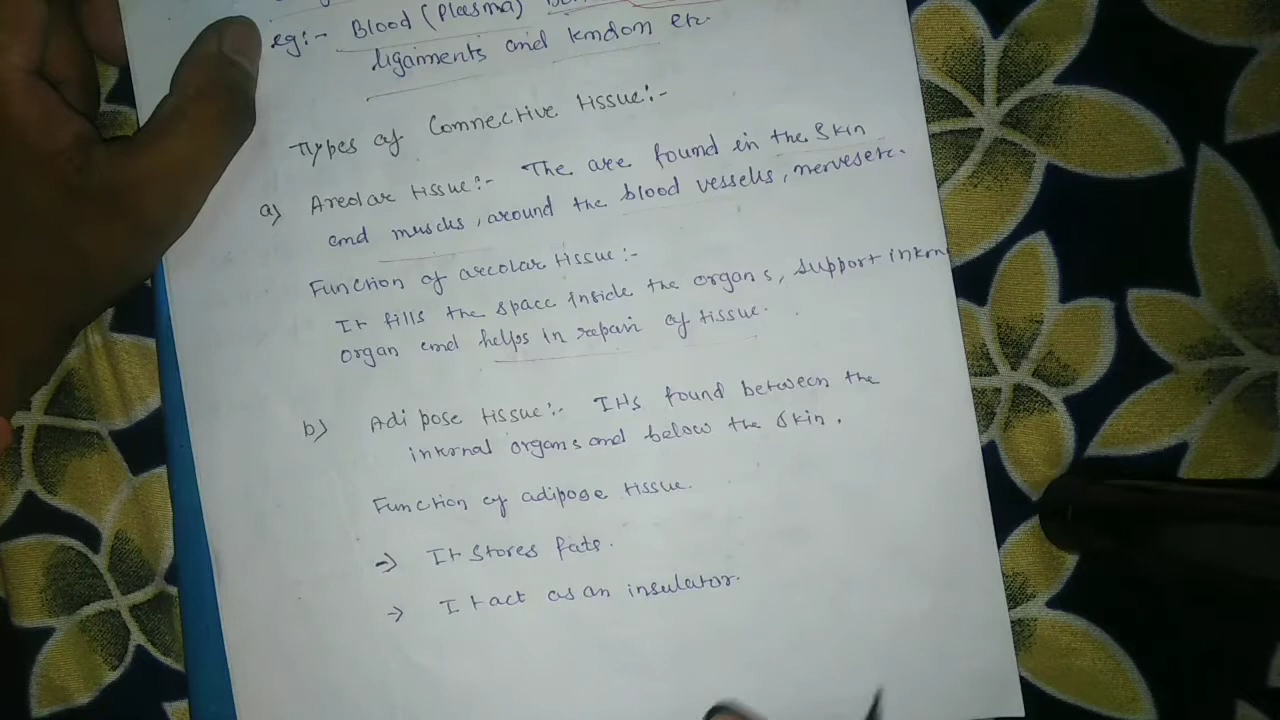 eg:- Blood (Plasma)
ligaments and tendon etc.
Types of Connective tissue:-
a) Areolar tissue:- The are found in the Skin
and muscles, around the blood vessels, nerves etc.
Function of areolar tissue:-
It fills the space inside the organs, support intern
organ and helps in repair of tissue.
b) Adipose tissue:- It is found between the
internal organs and below the Skin.
Function of adipose tissue.
-> It Stores fats.
-> It act as an insulator.